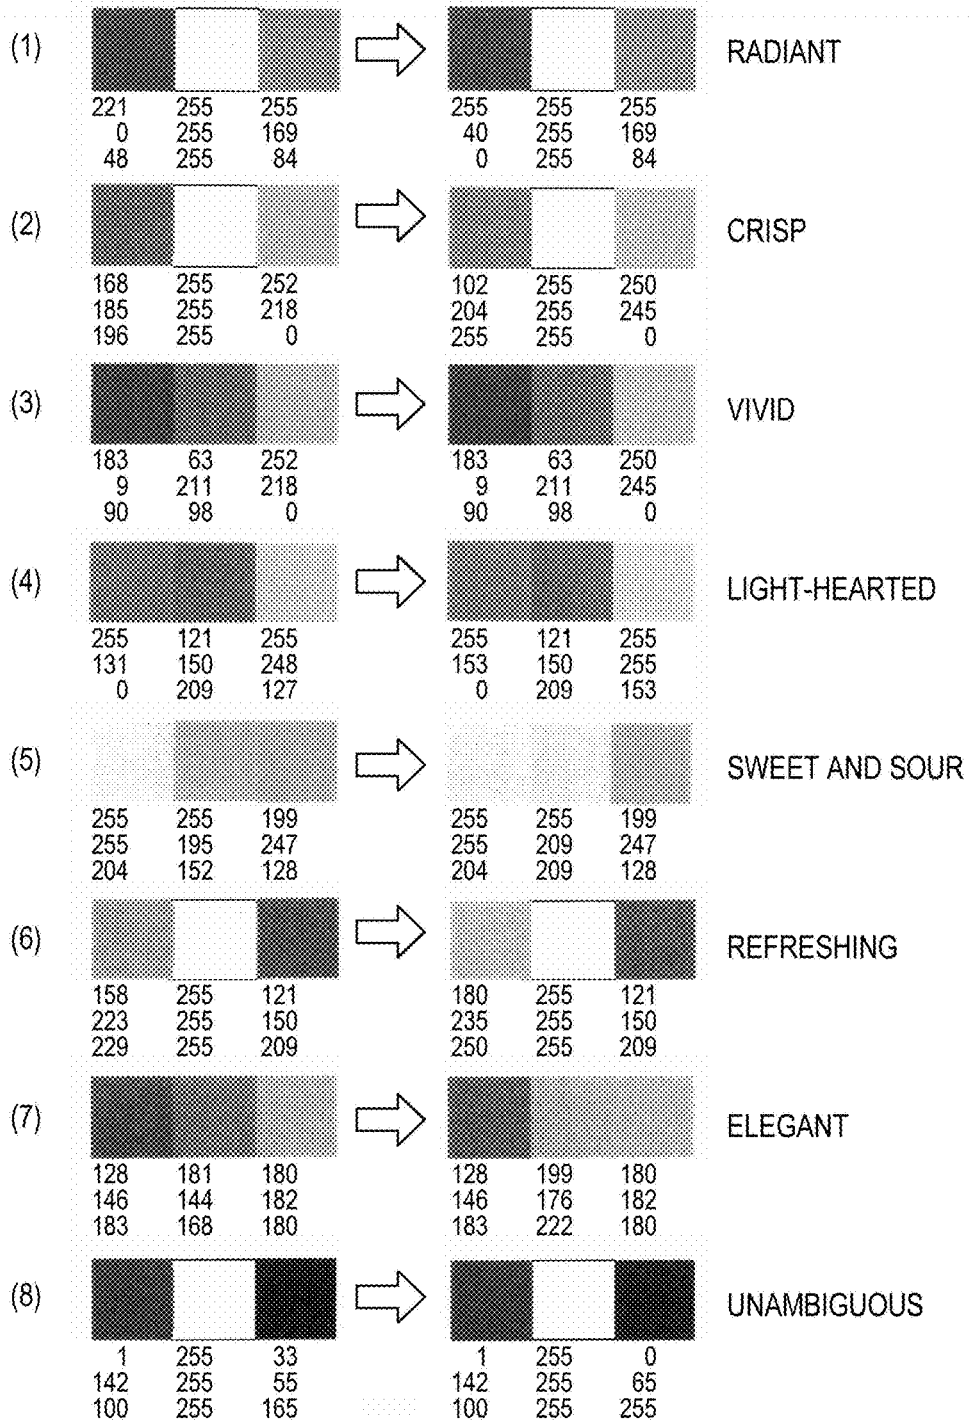 (1) RADIANT
221 255 255 255 255 255
0 255 169 40 255 169
48 255 84 0 255 84
(2) CRISP
168 255 252 102 255 250
185 255 218 204 255 245
196 255 0 255 255 0
(3) VIVID
183 63 252 183 63 250
9 211 218 9 211 245
90 98 0 90 98 0
(4) LIGHT-HEARTED
255 121 255 255 121 255
131 150 248 153 150 255
0 209 127 0 209 153
(5) SWEET AND SOUR
255 255 199 255 255 199
255 195 247 255 209 247
204 152 128 204 209 128
(6) REFRESHING
158 255 121 180 255 121
223 255 150 235 255 150
229 255 209 250 255 209
(7) ELEGANT
128 181 180 128 199 180
146 144 182 146 176 182
183 168 180 183 222 180
(8) UNAMBIGUOUS
1 255 33 1 255 0
142 255 55 142 255 65
100 255 165 100 255 255